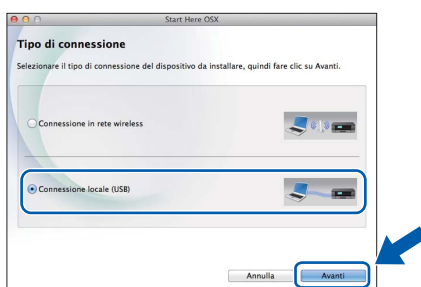 Start Here OSX
Tipo di connessione
Selezionare il tipo di connessione del dispositivo da installare, quindi fare clic su Avanti.
Connessione in rete wireless
Connessione locale (USB)
Annulla
Avanti